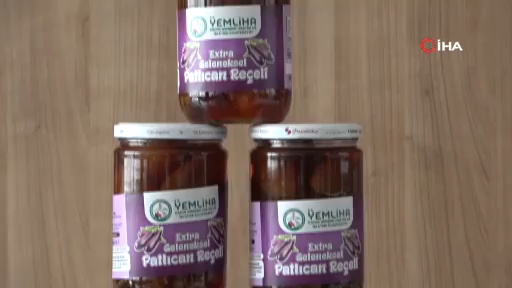 İHA
YEMLİHA
Extra
Geleneksel
Patlıcan Reçeli
YEMLİHA
Extra
Geleneksel
Patlıcan Reçeli
YEMLİHA
Extra
Geleneksel
Patlıcan Reçeli